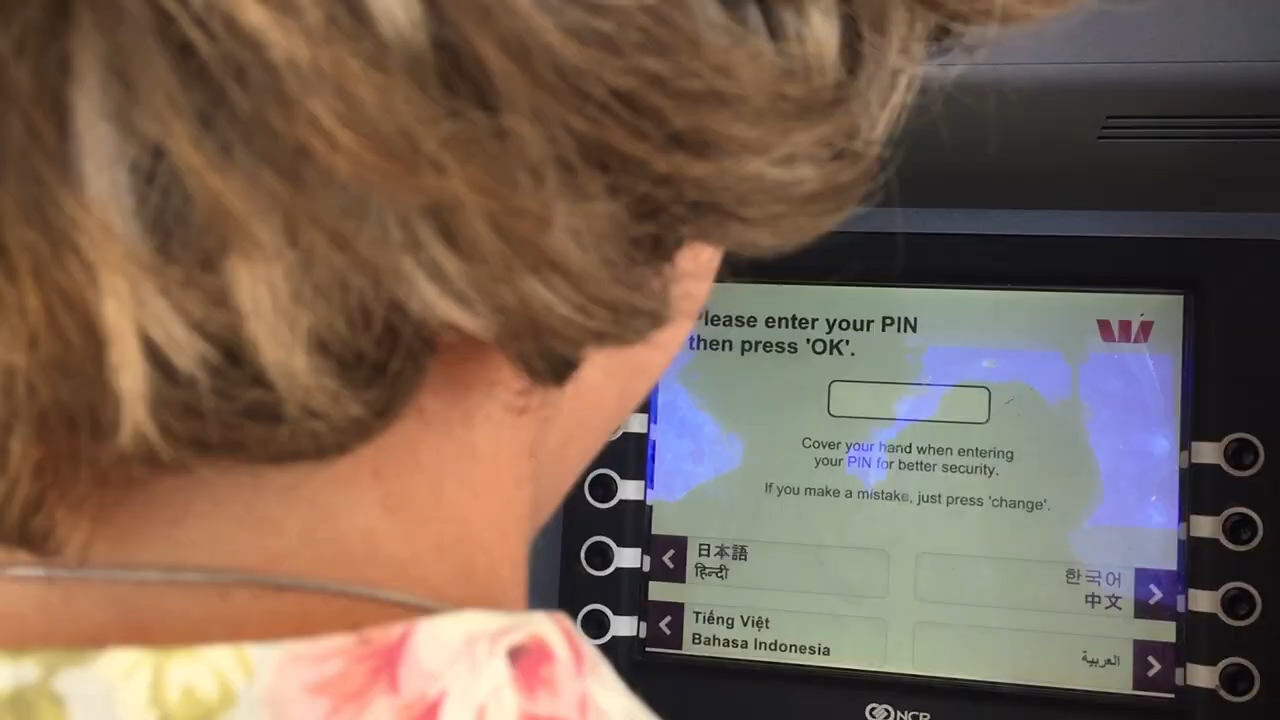 Please enter your PIN
then press 'OK'.
Cover your hand when entering
your PIN for better security.
If you make a mistake, just press 'change'.
日本語
हिन्दी
한국어
中文
Tiếng Việt
Bahasa Indonesia
العربية
NCR